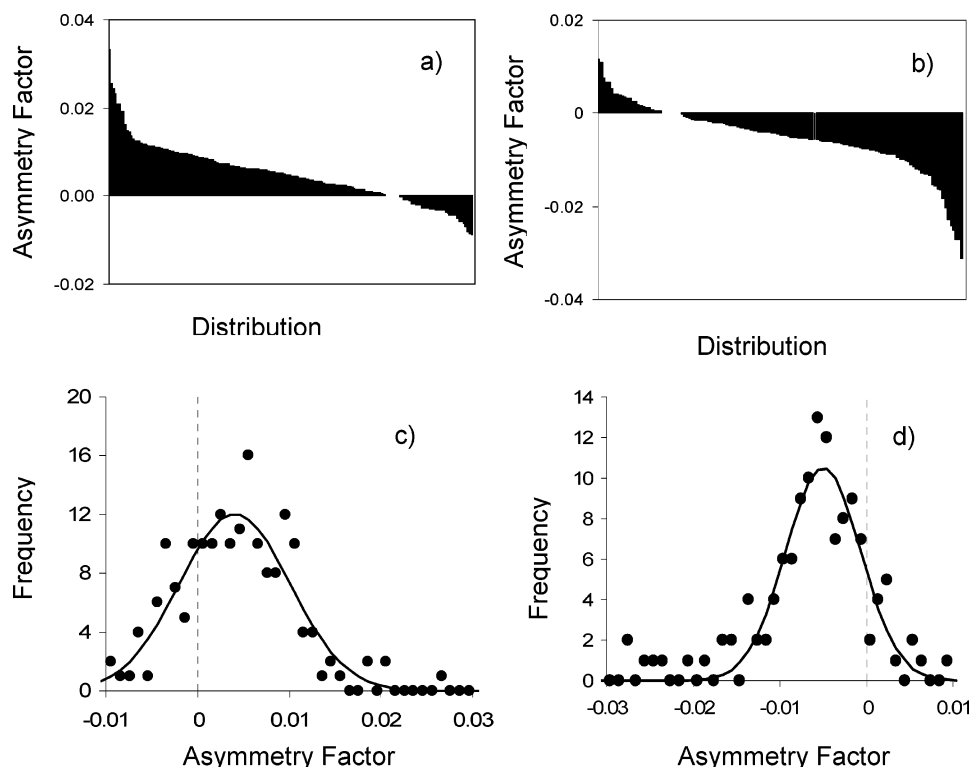 0.04
0.02
0.00
-0.02
Asymmetry Factor
a)
Distribution
0.02
0
-0.02
-0.04
Asymmetry Factor
b)
Distribution
20
16
12
8
4
0
Frequency
c)
-0.01
0
0.01
0.02
0.03
Asymmetry Factor
14
12
10
8
6
4
2
0
Frequency
d)
-0.03
-0.01
0
0.01
Asymmetry Factor